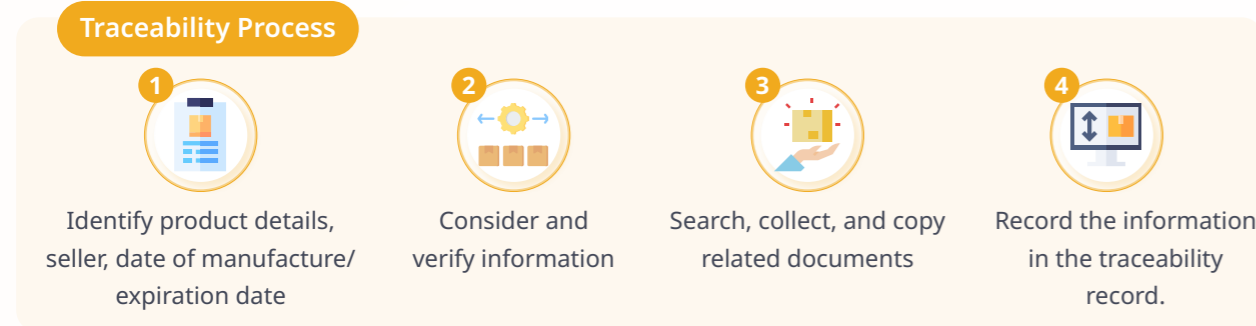 Traceability Process
1
Identify product details,
seller, date of manufacture/
expiration date
2
Consider and
verify information
3
Search, collect, and copy
related documents
4
Record the information
in the traceability
record.